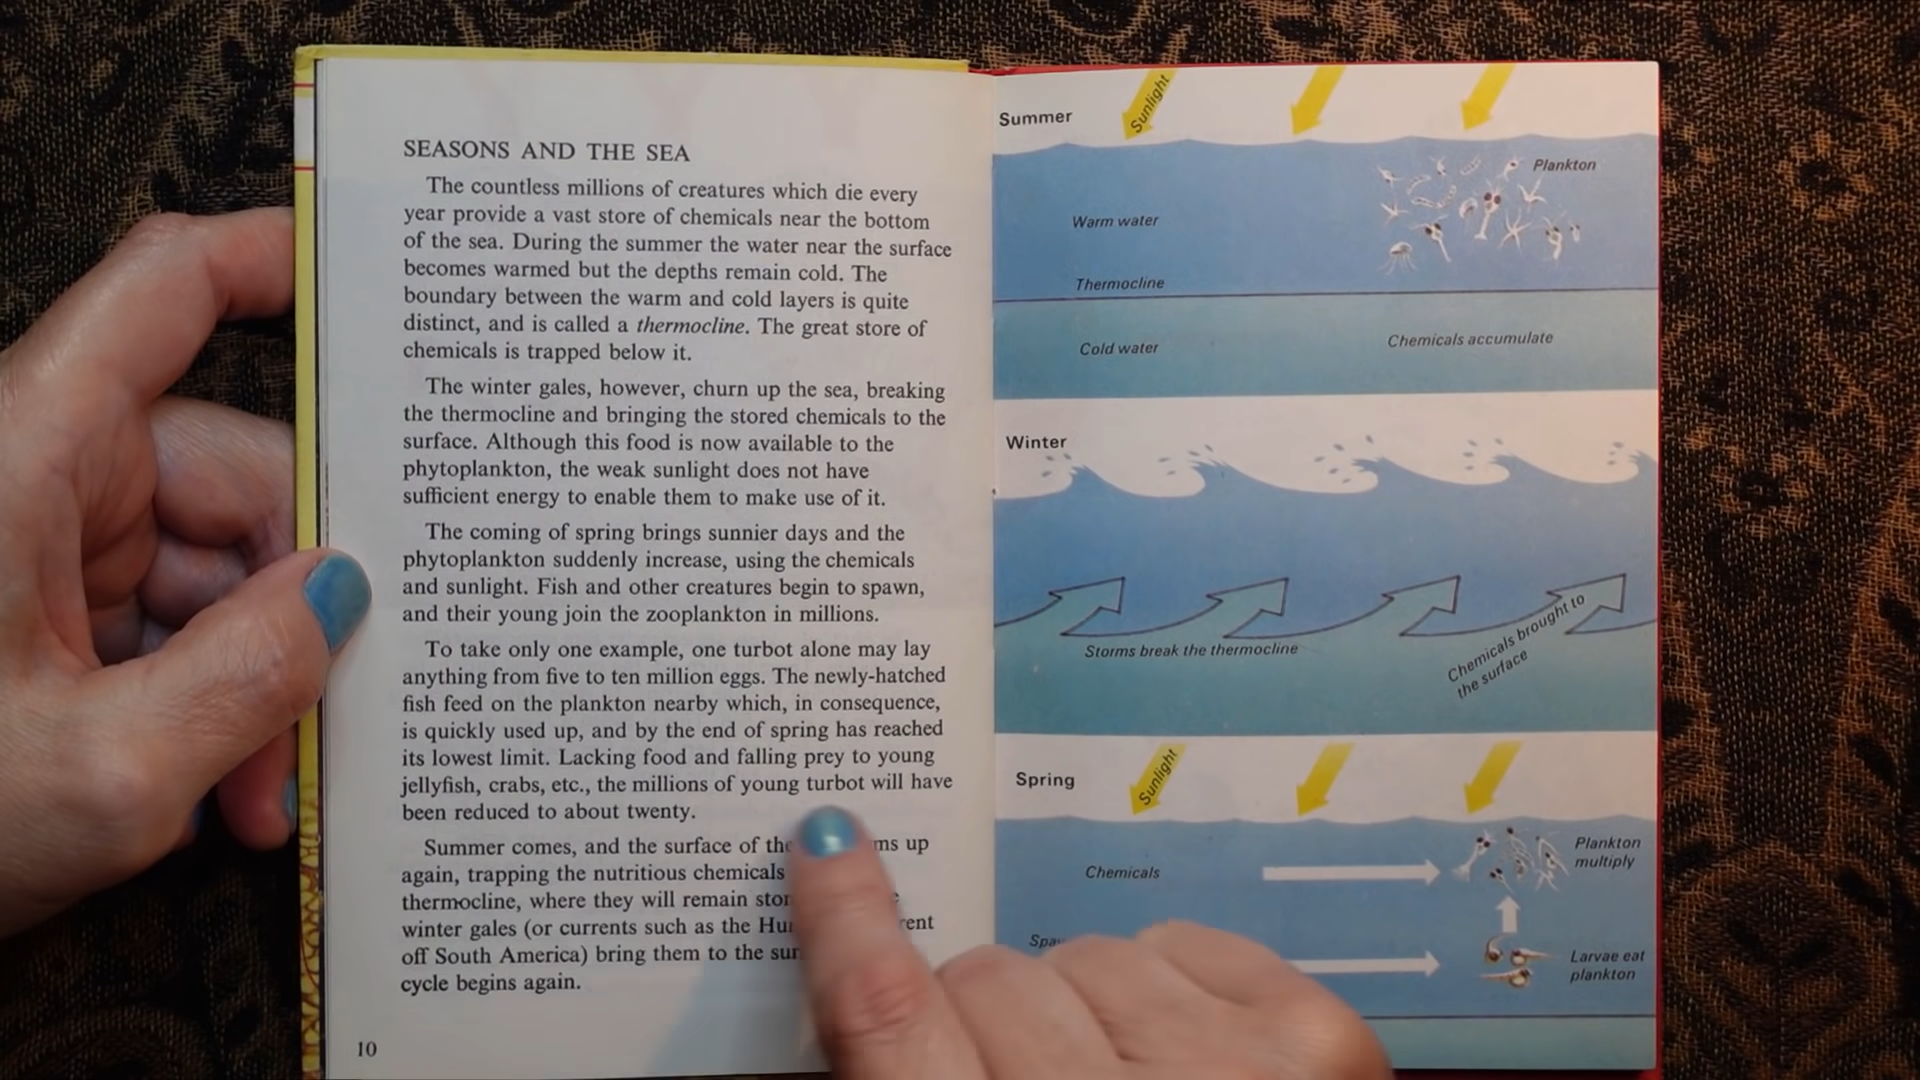 SEASONS AND THE SEA
The countless millions of creatures which die every
year provide a vast store of chemicals near the bottom
of the sea. During the summer the water near the surface
becomes warmed but the depths remain cold. The
boundary between the warm and cold layers is quite
distinct, and is called a thermocline. The great store of
chemicals is trapped below it.
The winter gales, however, churn up the sea, breaking
the thermocline and bringing the stored chemicals to the
surface. Although this food is now available to the
phytoplankton, the weak sunlight does not have
sufficient energy to enable them to make use of it.
The coming of spring brings sunnier days and the
phytoplankton suddenly increase, using the chemicals
and sunlight. Fish and other creatures begin to spawn,
and their young join the zooplankton in millions.
To take only one example, one turbot alone may lay
anything from five to ten million eggs. The newly-hatched
fish feed on the plankton nearby which, in consequence,
is quickly used up, and by the end of spring has reached
its lowest limit. Lacking food and falling prey to young
jellyfish, crabs, etc., the millions of young turbot will have
been reduced to about twenty.
Summer comes, and the surface of the up
again, trapping the nutritious chemicals
thermocline, where they will remain
winter gales (or currents such as the
off South America) bring them to the
cycle begins again.
10
Summer
Sunlight
Plankton
Warm water
Thermocline
Cold water
Chemicals accumulate
Winter
Storms break the thermocline
Chemicals brought to
the surface
Spring
Sunlight
Chemicals
Plankton
multiply
Larvae eat
plankton